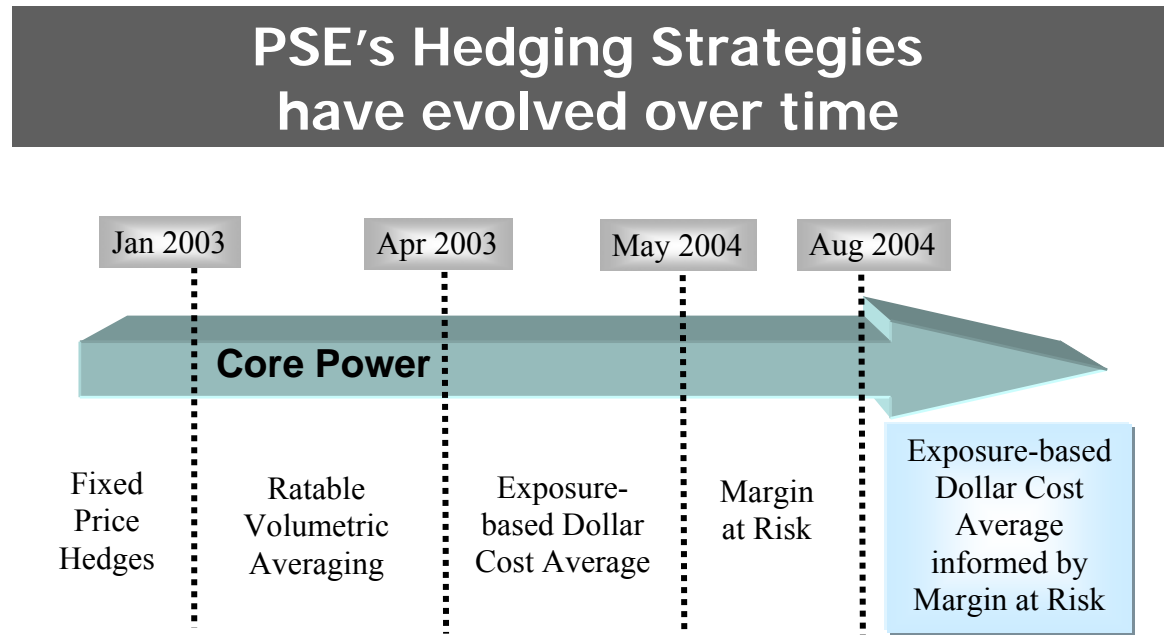 PSE's Hedging Strategies
have evolved over time
Jan 2003
Apr 2003
May 2004
Aug 2004
Core Power
Fixed
Price
Hedges
Ratable
Volumetric
Averaging
Exposure-
based Dollar
Cost Average
Margin
at Risk
Exposure-based
Dollar Cost
Average
informed by
Margin at Risk